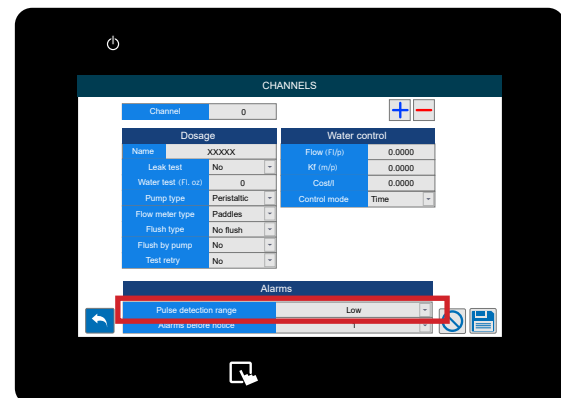 CHANNELS
Channel 0
Dosage
Name XXXXX
Leak test No
Water test (Fl. oz) 0
Pump type Peristaltic
Flow meter type Paddles
Flush type No flush
Flush by pump No
Test retry No
Water control
Flow (Fl/p) 0.0000
Kf (m/p) 0.0000
Cost/l 0.0000
Control mode Time
Alarms
Pulse detection range Low
Alarms before notice 1